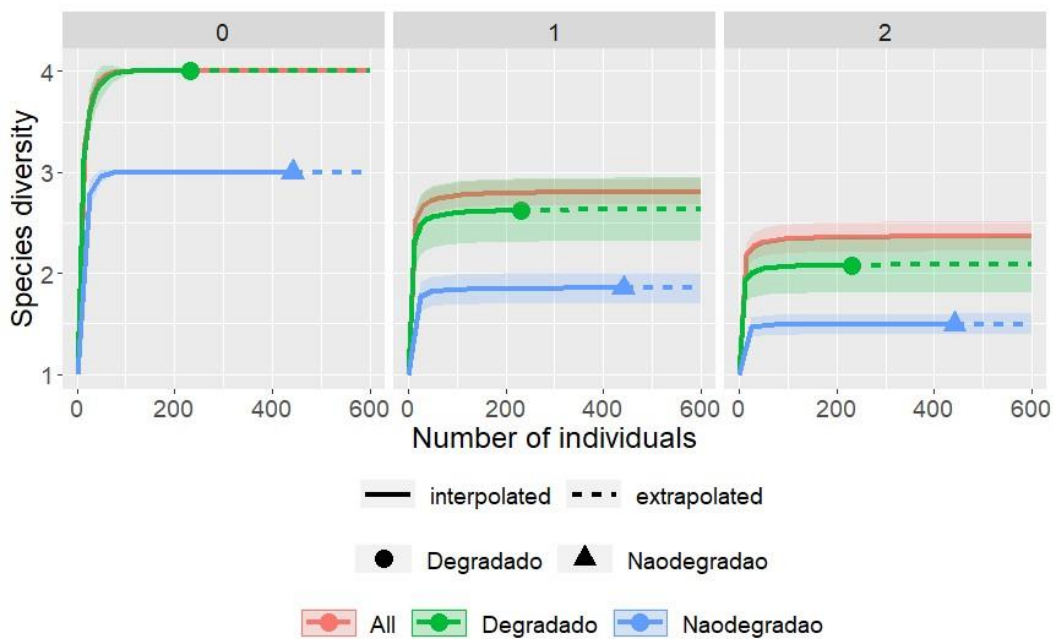 0 1 2
Species diversity
4
3
2
1
0 200 400 600 0 200 400 600 0 200 400 600
Number of individuals
interpolated extrapolated
Degradado Naodegradao
All Degradado Naodegradao